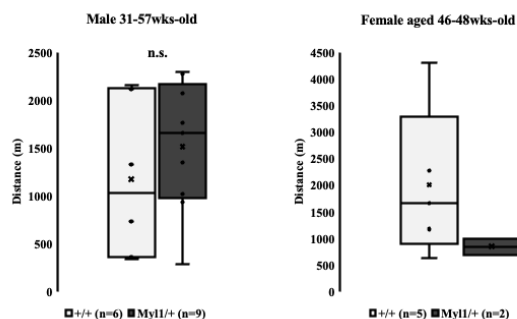 Male 31-57wks-old
n.s.
Distance (m)
2500
2000
1500
1000
500
0
+/+ (n=6) Myl1/+ (n=9)
Female aged 46-48wks-old
Distance (m)
4500
4000
3500
3000
2500
2000
1500
1000
500
0
+/+ (n=5) Myl1/+ (n=2)